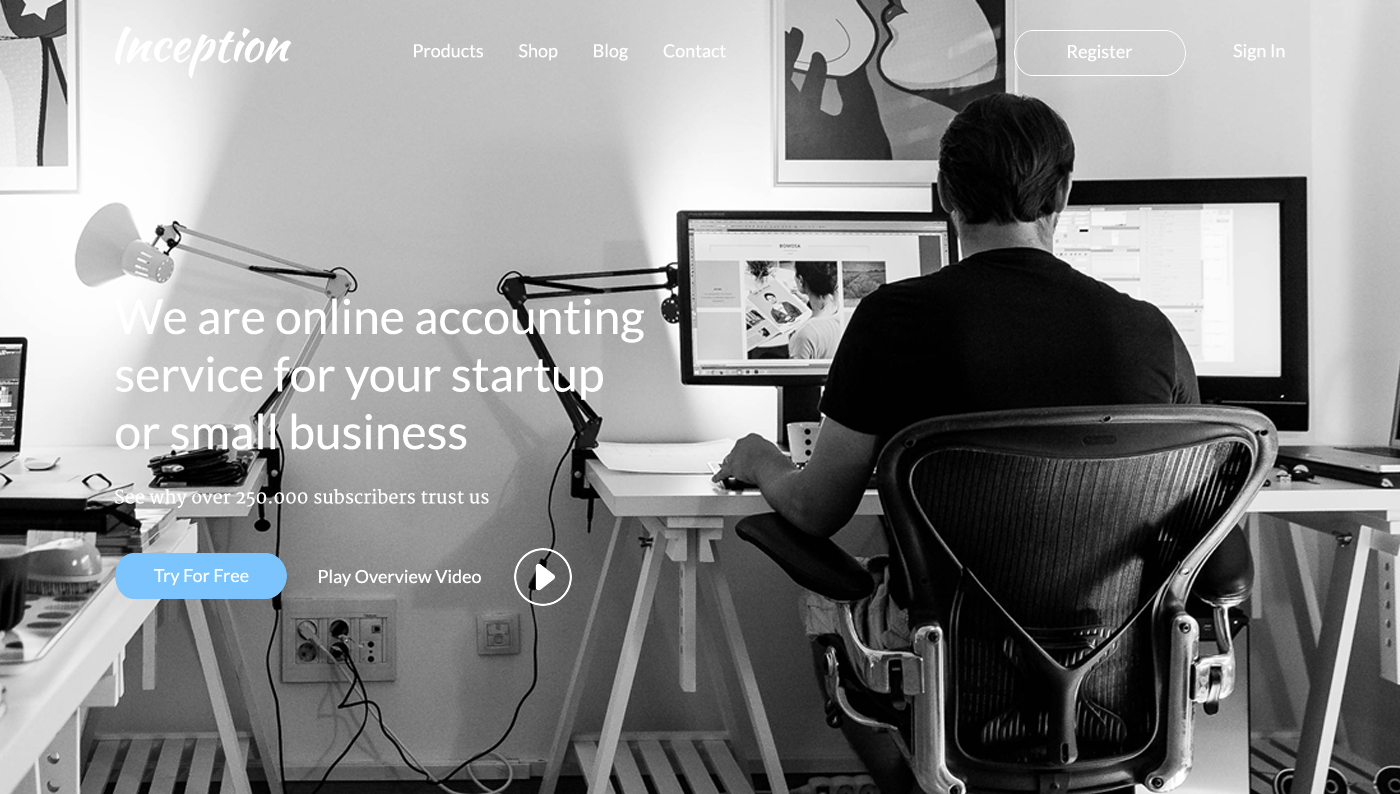 Inception
Products Shop Blog Contact Register Sign In
We are online accounting
service for your startup
or small business
See why over 250.000 subscribers trust us
Try For Free Play Overview Video